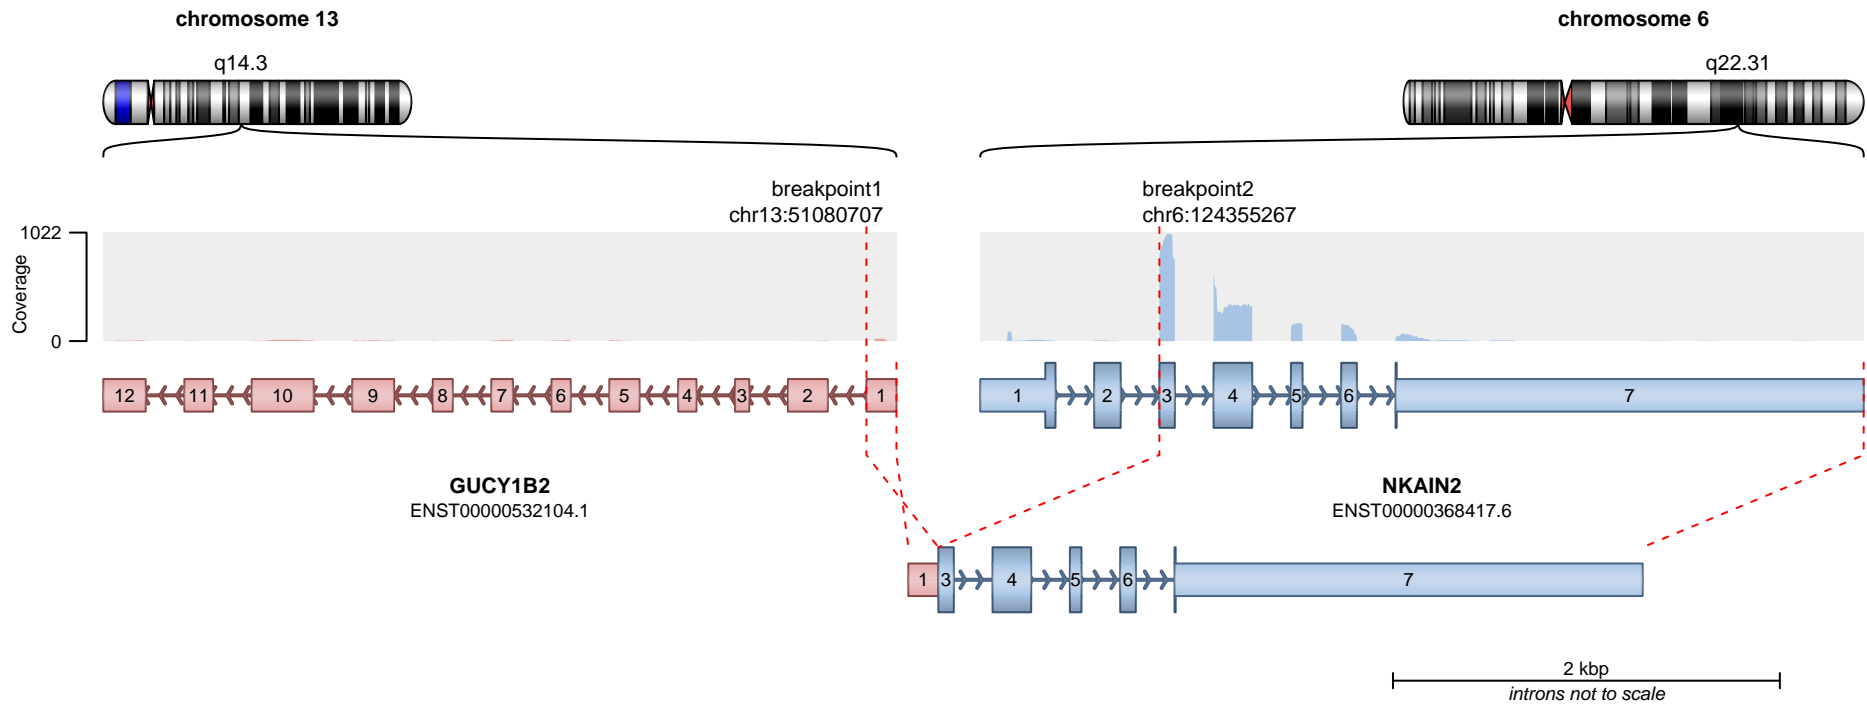 chromosome 13
chromosome 6
q14.3
q22.31
breakpoint1
chr13:51080707
breakpoint2
chr6:124355267
1022
Coverage
0
12 11 10 9 8 7 6 5 4 3 2 1
1 2 3 4 5 6 7
GUCY1B2
ENST00000532104.1
NKAIN2
ENST00000368417.6
1 3 4 5 6 7
2 kbp
introns not to scale